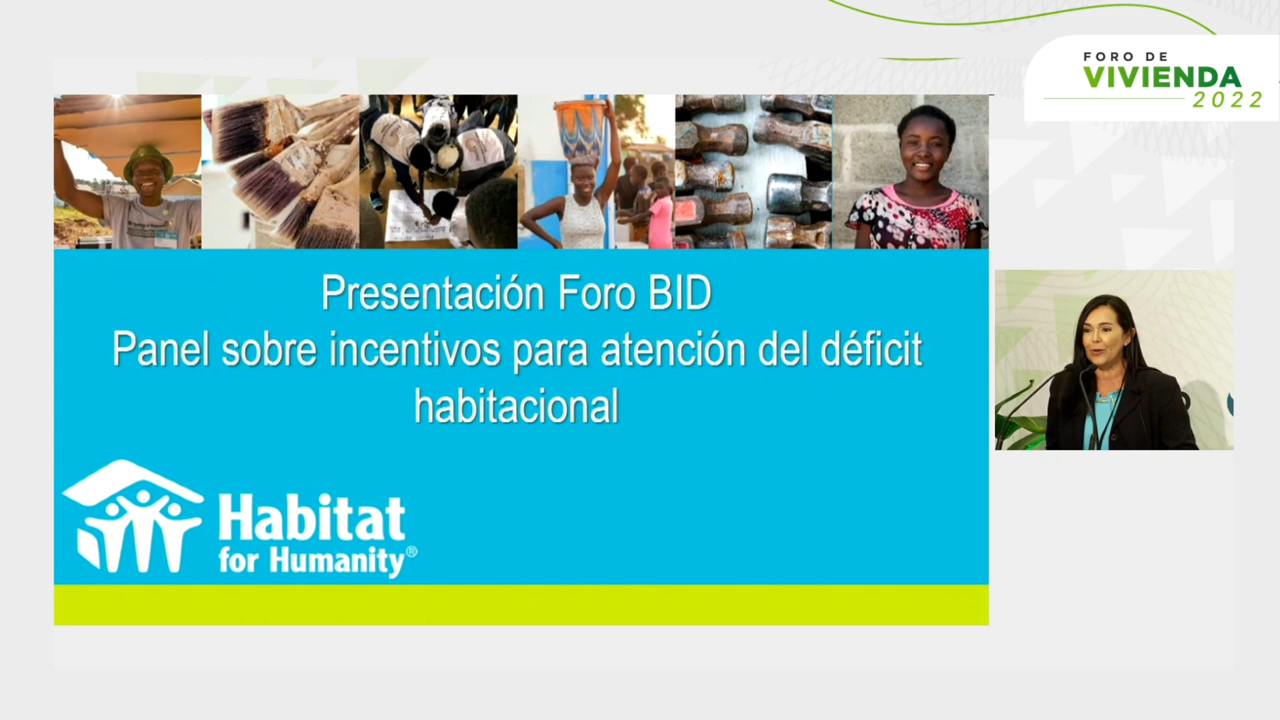 FORO DE
VIVIENDA
2022
Presentación Foro BID
Panel sobre incentivos para atención del déficit
habitacional
Habitat
for Humanity®